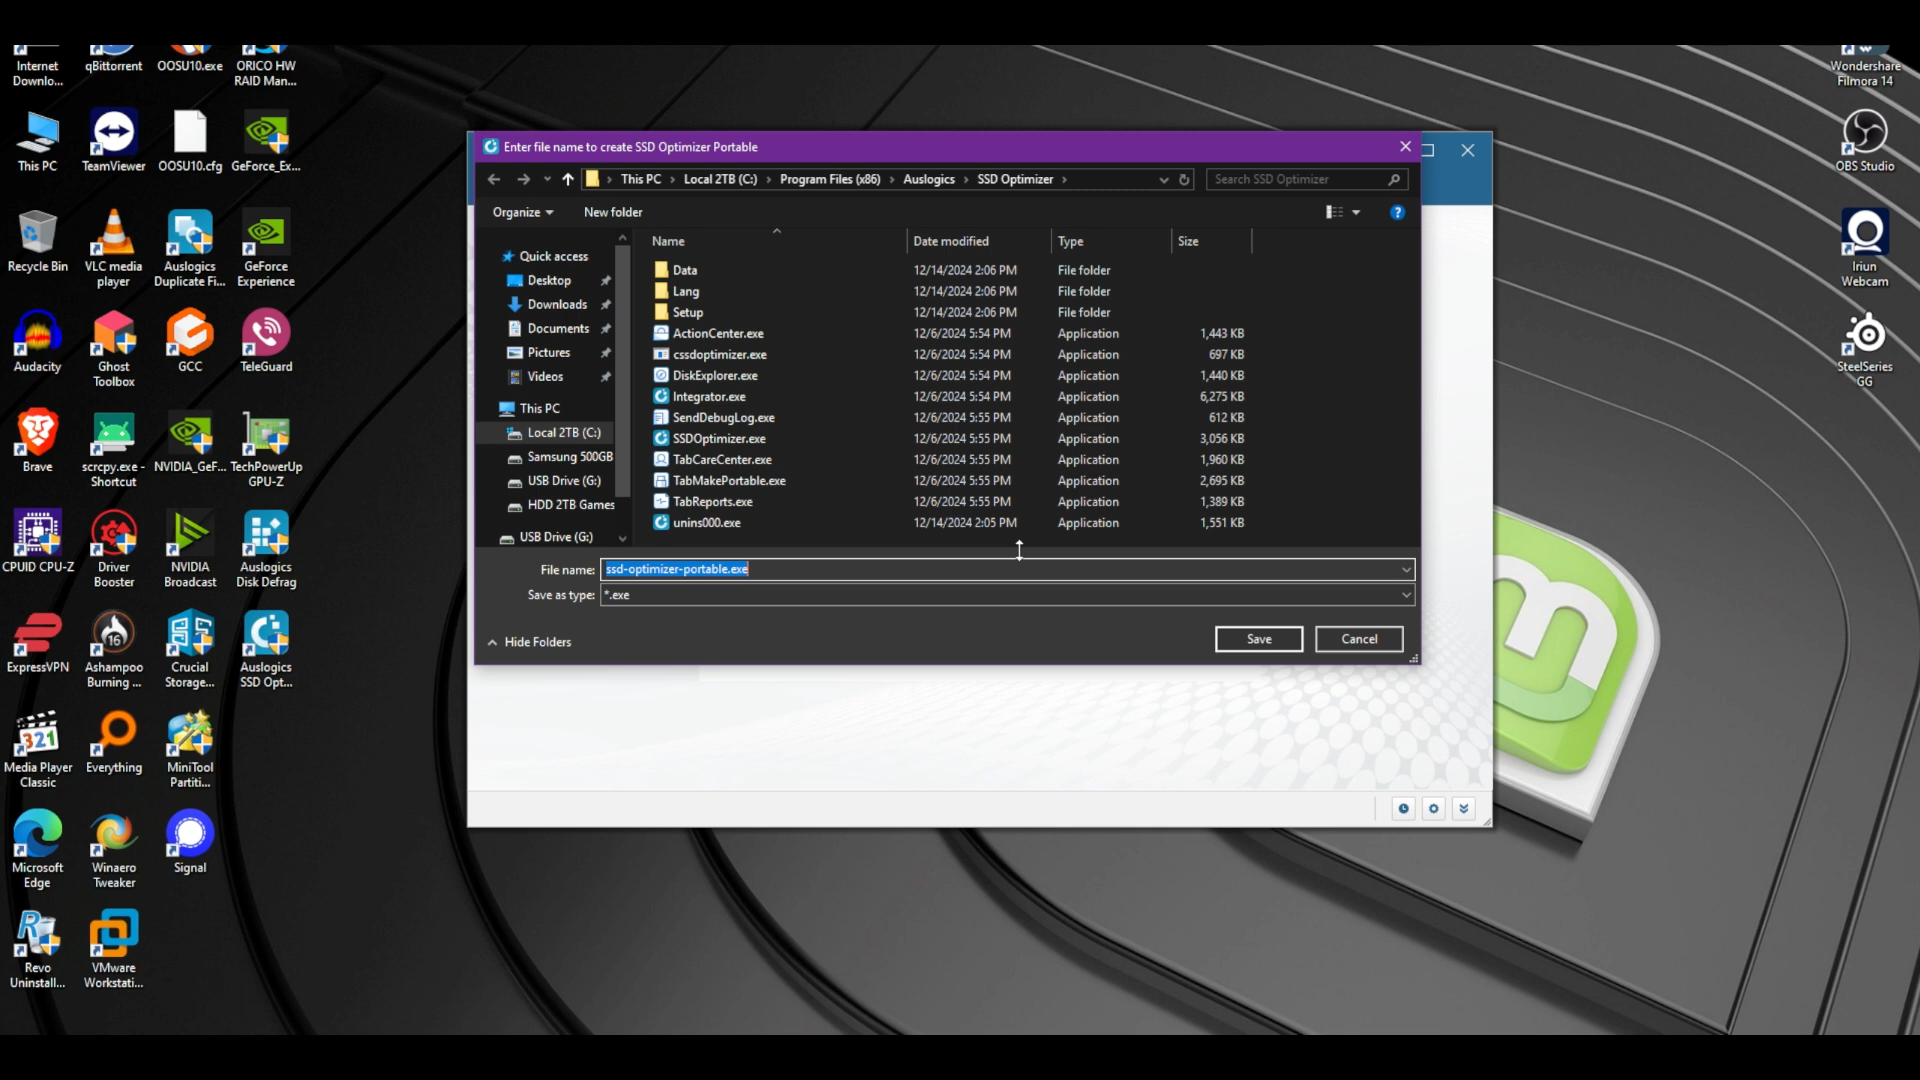 Internet
Downlo...
qBittorrent
OOSU10.exe
ORICO HW
RAID Man...
This PC
TeamViewer
OOSU10.cfg
GeForce_Ex...
Recycle Bin
VLC media
player
Auslogics
Duplicate Fi...
GeForce
Experience
Audacity
Ghost
Toolbox
GCC
TeleGuard
Brave
scrcpy.exe -
Shortcut
NVIDIA_GeF...
TechPowerUp
GPU-Z
CPUID CPU-Z
Driver
Booster
NVIDIA
Broadcast
Auslogics
Disk Defrag
ExpressVPN
16
Ashampoo
Burning ...
Crucial
Storage...
Auslogics
SSD Opt...
321
Media Player
Classic
Everything
MiniTool
Partiti...
Microsoft
Edge
Winaero
Tweaker
Signal
Revo
Uninstall...
VMware
Workstati...
Enter file name to create SSD Optimizer Portable
This PC > Local 2TB (C:) > Program Files (x86) > Auslogics > SSD Optimizer >
Search SSD Optimizer
Organize
New folder
?
Quick access
Desktop
Downloads
Documents
Pictures
Videos
This PC
Local 2TB (C:)
Samsung 500GB
USB Drive (G:)
HDD 2TB Games
USB Drive (G:)
Name Date modified Type Size
Data 12/14/2024 2:06 PM File folder
Lang 12/14/2024 2:06 PM File folder
Setup 12/14/2024 2:06 PM File folder
ActionCenter.exe 12/6/2024 5:54 PM Application 1,443 KB
cssdoptimizer.exe 12/6/2024 5:54 PM Application 697 KB
DiskExplorer.exe 12/6/2024 5:54 PM Application 1,440 KB
Integrator.exe 12/6/2024 5:54 PM Application 6,275 KB
SendDebugLog.exe 12/6/2024 5:55 PM Application 612 KB
SSDOptimizer.exe 12/6/2024 5:55 PM Application 3,056 KB
TabCareCenter.exe 12/6/2024 5:55 PM Application 1,960 KB
TabMakePortable.exe 12/6/2024 5:55 PM Application 2,695 KB
TabReports.exe 12/6/2024 5:55 PM Application 1,389 KB
unins000.exe 12/14/2024 2:05 PM Application 1,551 KB
File name: ssd-optimizer-portable.exe
Save as type: *.exe
Hide Folders
Save
Cancel
Wondershare
Filmora 14
OBS Studio
Iriun
Webcam
SteelSeries
GG